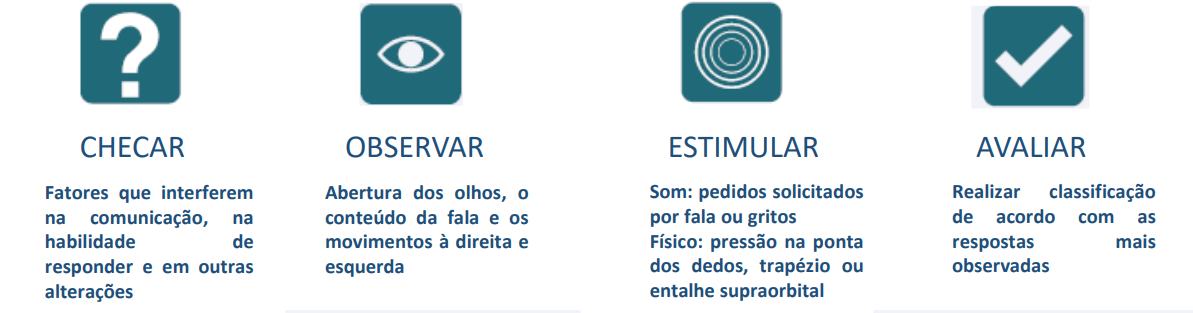 ?
CHECAR
Fatores que interferem
na comunicação, na
habilidade de
responder e em outras
alterações
OBSERVAR
Abertura dos olhos, o
conteúdo da fala e os
movimentos à direita e
esquerda
ESTIMULAR
Som: pedidos solicitados
por fala ou gritos
Físico: pressão na ponta
dos dedos, trapézio ou
entalhe supraorbital
AVALIAR
Realizar classificação
de acordo com as
respostas mais
observadas